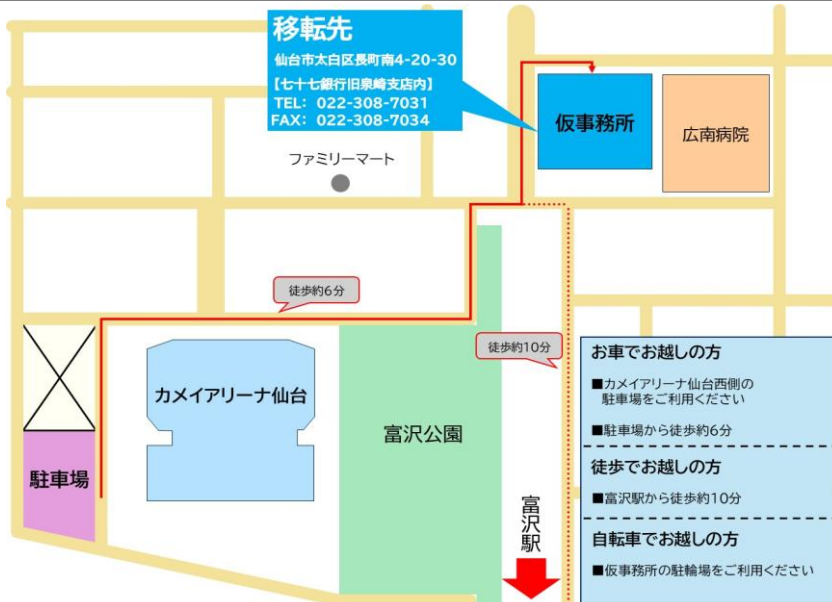 移転先
仙台市太白区長町南4-20-30
【七十七銀行旧泉崎支店内】
TEL: 022-308-7031
FAX: 022-308-7034
仮事務所
広南病院
ファミリーマート
徒歩約6分
徒歩約10分
カメイアリーナ仙台
富沢公園
駐車場
富沢駅
お車でお越しの方
■カメイアリーナ仙台西側の
駐車場をご利用ください
■駐車場から徒歩約6分
徒歩でお越しの方
■富沢駅から徒歩約10分
自転車でお越しの方
■仮事務所の駐輪場をご利用ください